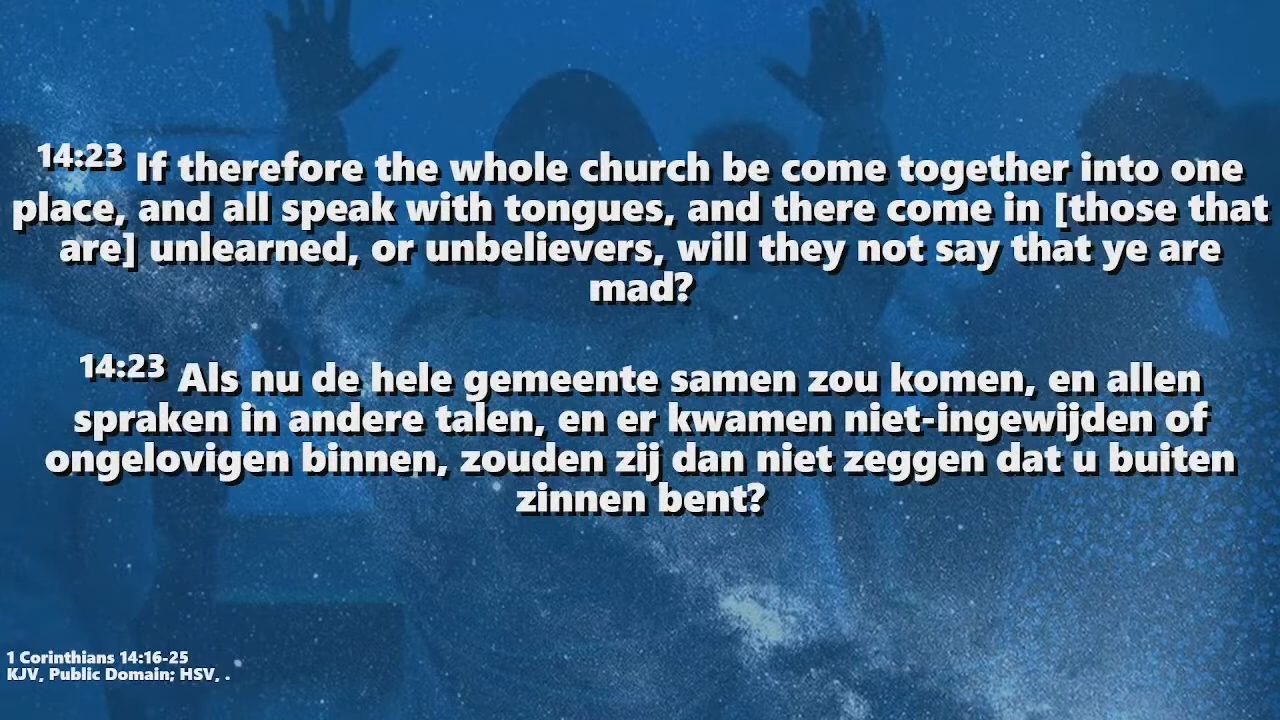 14:23 If therefore the whole church be come together into one
place, and all speak with tongues, and there come in [those that
are] unlearned, or unbelievers, will they not say that ye are
mad?
14:23 Als nu de hele gemeente samen zou komen, en allen
spraken in andere talen, en er kwamen niet-ingewijden of
ongelovigen binnen, zouden zij dan niet zeggen dat u buiten
zinnen bent?
1 Corinthians 14:16-25
KJV, Public Domain; HSV, .